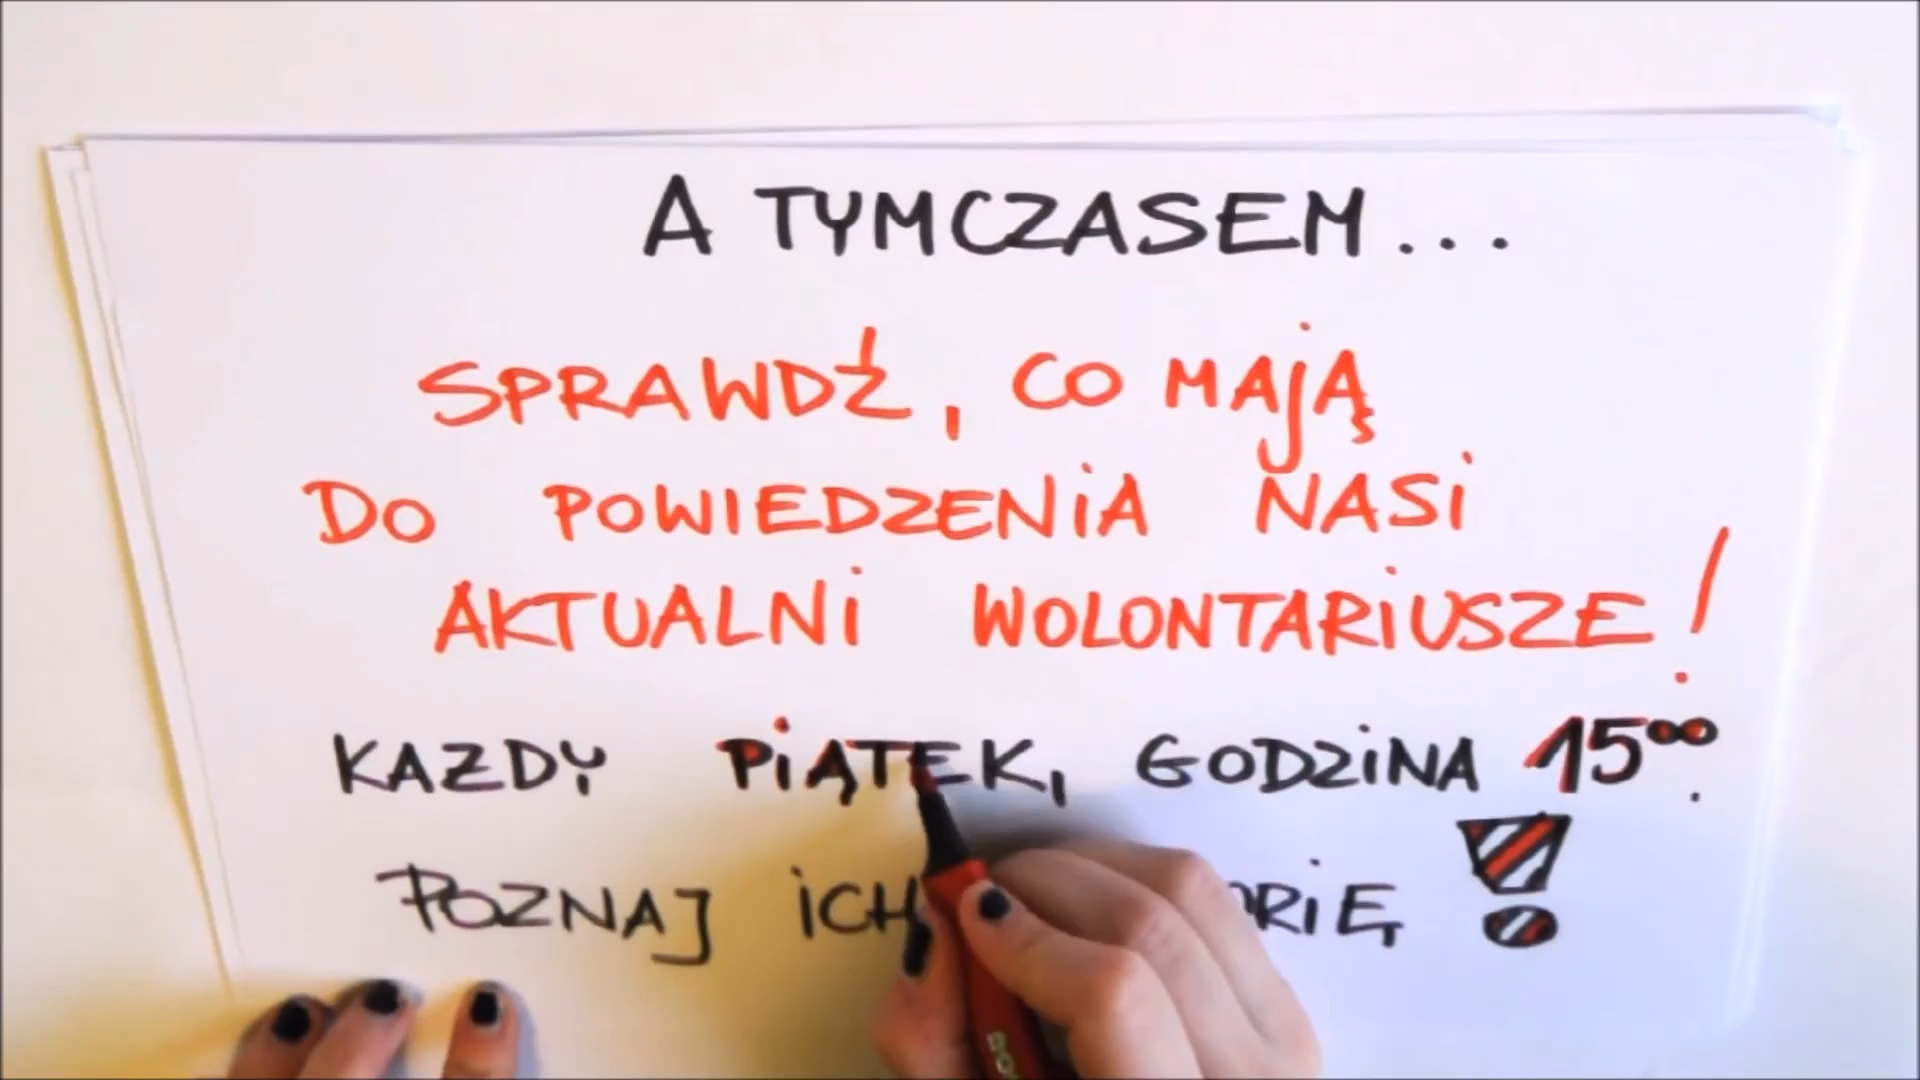 A TYMCZASEM...
SPRAWDŹ, CO MAJĄ
DO POWIEDZENIA NASI
AKTUALNI WOLONTARIUSZE!
KAZDY PIĄTEK, GODZINA 15⁰⁰.
POZNAJ ICH !